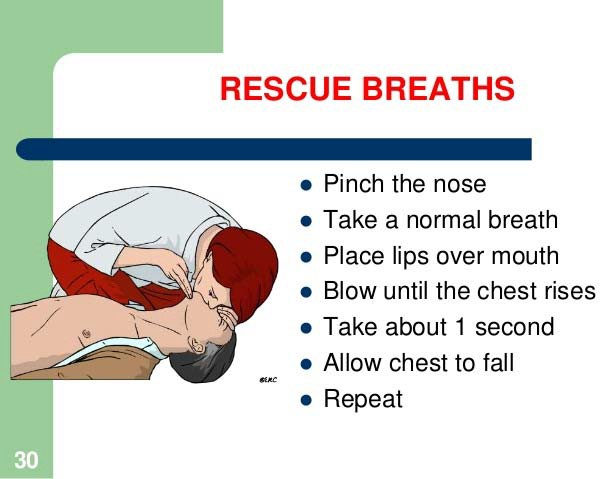 RESCUE BREATHS
Pinch the nose
Take a normal breath
Place lips over mouth
Blow until the chest rises
Take about 1 second
Allow chest to fall
Repeat
30